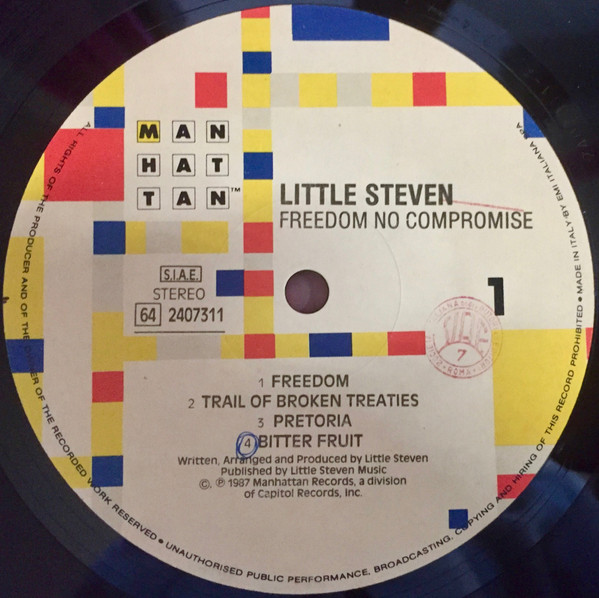 MAN
HAT
TAN™
LITTLE STEVEN
FREEDOM NO COMPROMISE
S.I.A.E.
STEREO
64 2407311
1
7
ROMA
1 FREEDOM
2 TRAIL OF BROKEN TREATIES
3 PRETORIA
4 BITTER FRUIT
Written, Arranged and Produced by Little Steven
Published by Little Steven Music
©, ℗ 1987 Manhattan Records, a division
of Capitol Records, Inc.
ALL RIGHTS OF THE PRODUCER AND OF THE OWNER OF THE RECORDED WORK RESERVED • UNAUTHORISED PUBLIC PERFORMANCE, BROADCASTING, COPYING AND HIRING OF THIS RECORD PROHIBITED • MADE IN ITALY BY EMI ITALIANA SPA